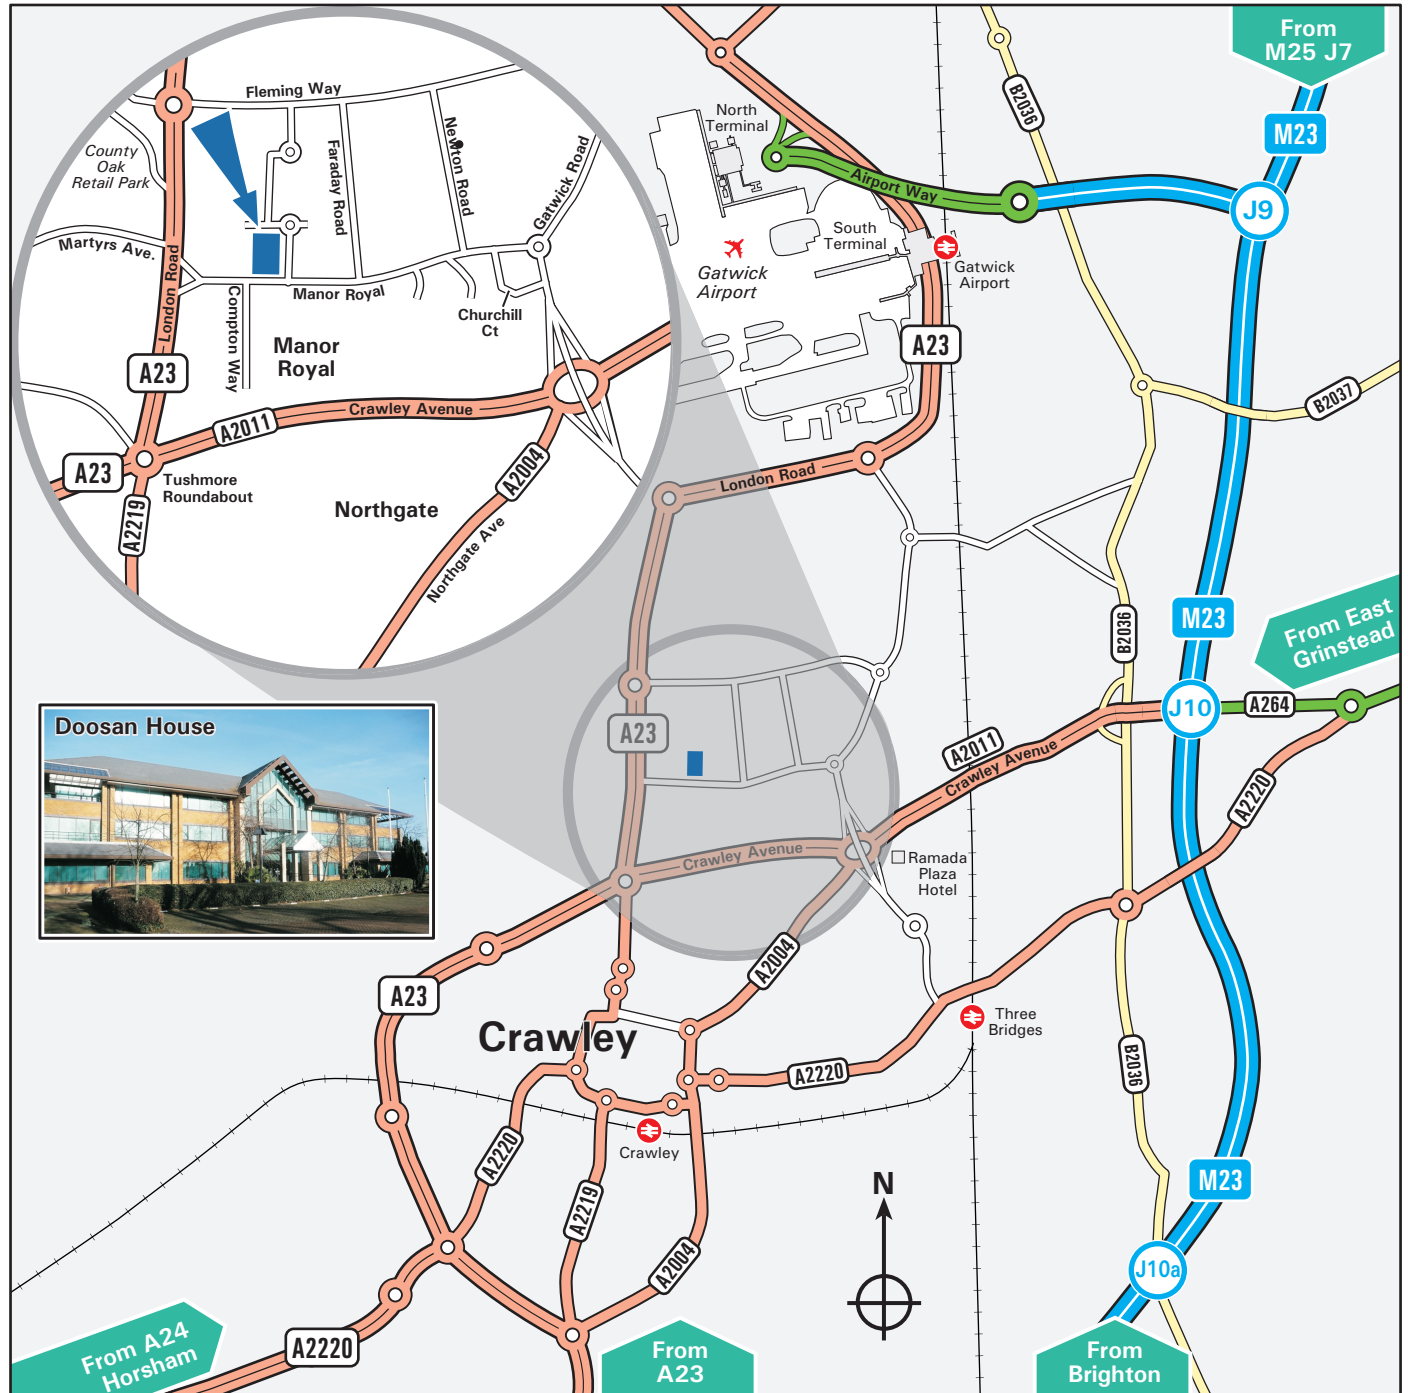 From
M25 J7
M23
B2036
North
Terminal
Airport Way
J9
South
Terminal
Gatwick
Airport
Gatwick
Airport
A23
B2037
London Road
Fleming Way
County
Oak
Retail Park
Faraday Road
Newton Road
Gatwick Road
Martyrs Ave.
London Road
Manor Royal
Compton Way
Churchill
Ct
Manor
Royal
A23
Crawley Avenue
A2011
A23
Tushmore
Roundabout
A2219
A2004
Northgate
Northgate Ave
M23
B2036
From East
Grinstead
J10
A264
A23
A2011
Crawley Avenue
A2220
Crawley Avenue
Ramada
Plaza
Hotel
Doosan House
A2004
A23
Crawley
Three
Bridges
A2220
B2036
Crawley
A2220
A2219
A2004
M23
N
J10a
From A24
Horsham
A2220
From
A23
From
Brighton